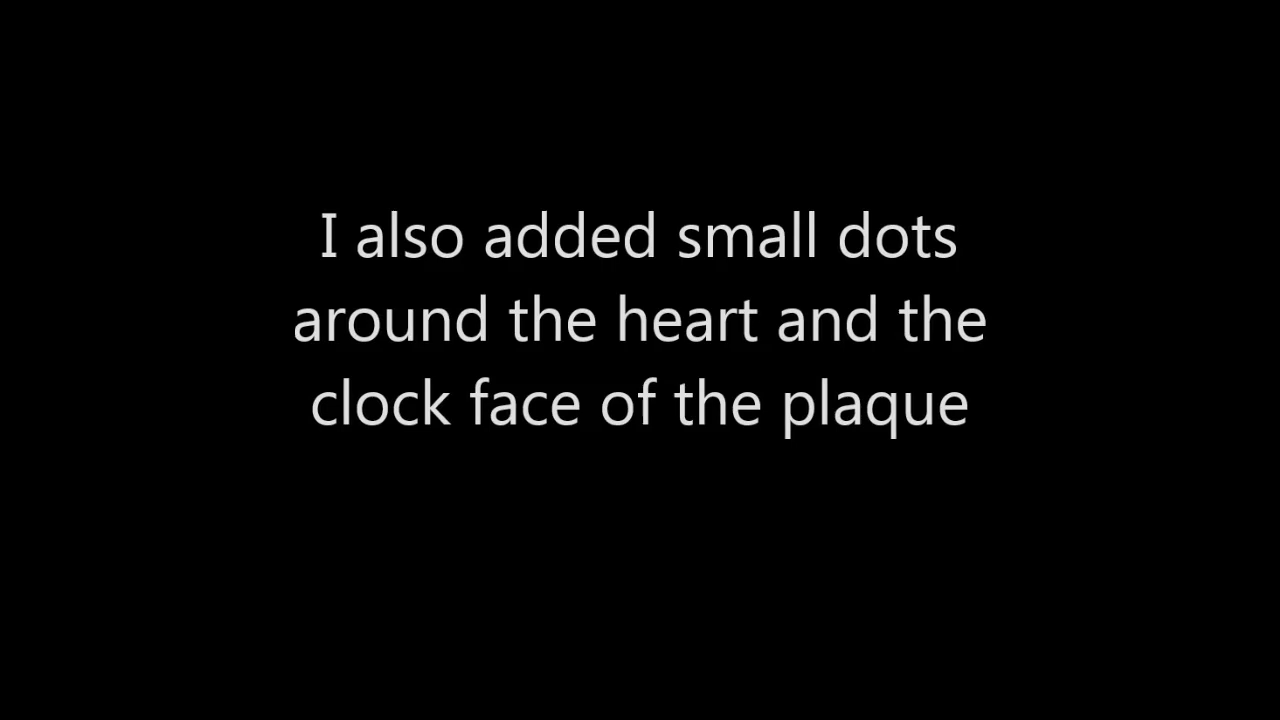 I also added small dots
around the heart and the
clock face of the plaque